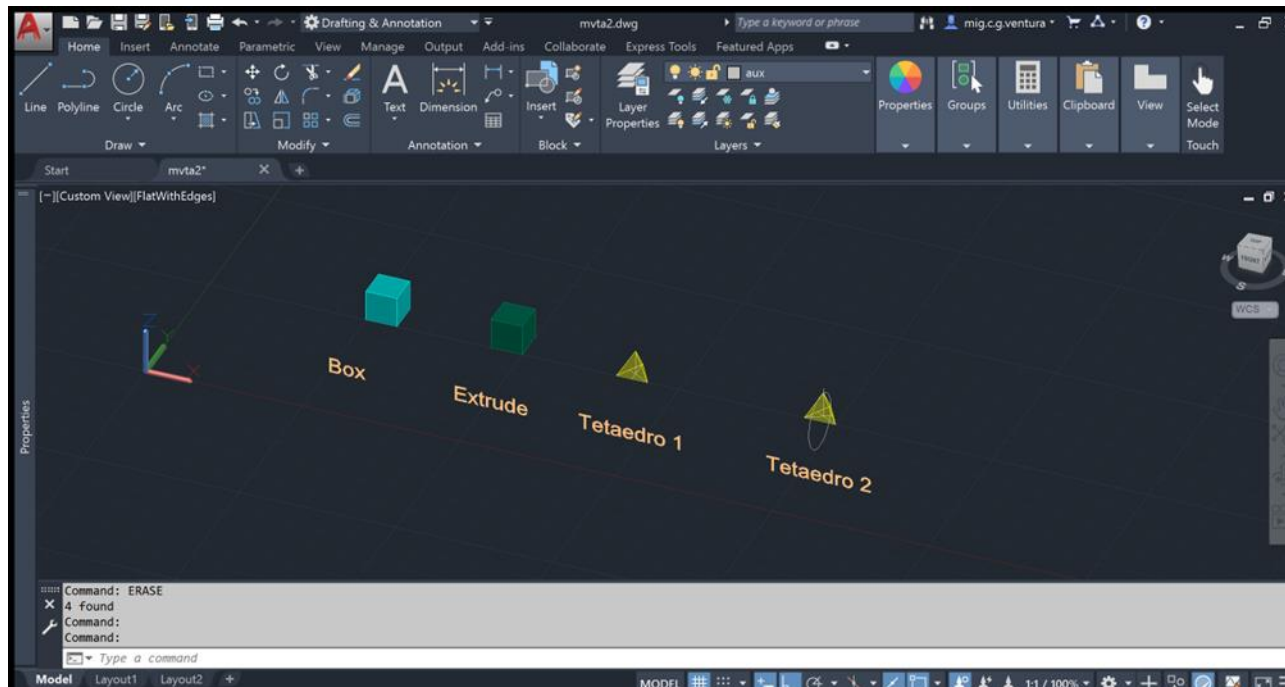 Drafting & Annotation mvta2.dwg Type a keyword or phrase mig.c.g.ventura
Home Insert Annotate Parametric View Manage Output Add-ins Collaborate Express Tools Featured Apps
aux
Line Polyline Circle Arc Text Dimension Insert Layer Properties Properties Groups Utilities Clipboard View Select Mode
Draw Modify Annotation Block Layers Touch
Start mvta2* +
[−][Custom View][FlatWithEdges]
FRONT
S
WCS
Z
Y
X
Box
Extrude
Tetaedro 1
Tetaedro 2
Properties
Command: ERASE
4 found
Command:
Command:
Type a command
Model Layout1 Layout2 + MODEL 1:1 / 100%